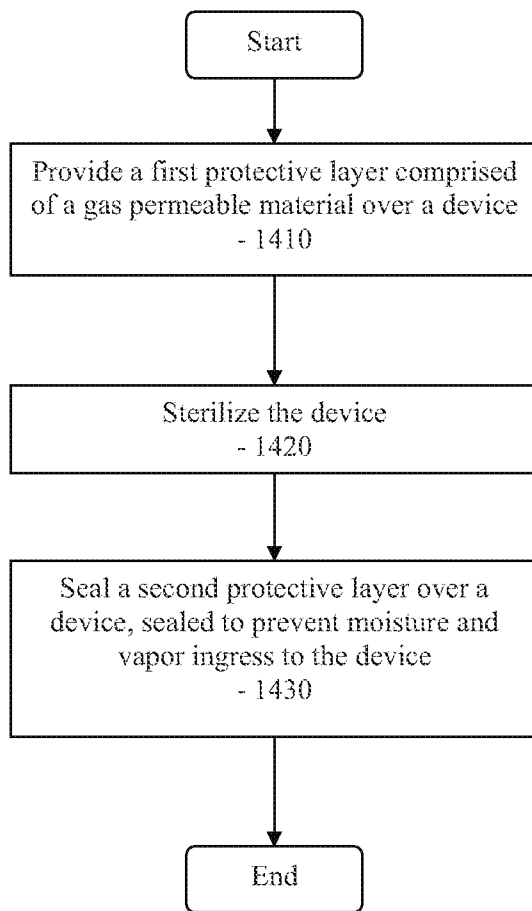 Start
Provide a first protective layer comprised
of a gas permeable material over a device
- 1410
Sterilize the device
- 1420
Seal a second protective layer over a
device, sealed to prevent moisture and
vapor ingress to the device
- 1430
End